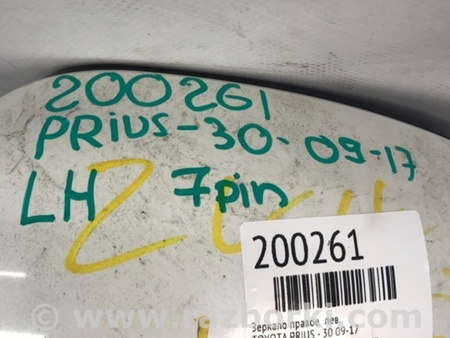 200261
PRIUS-30-09-17
LH 7pin
200261
Зеркало правое лев.
TOYOTA PRIUS - 30 09-17